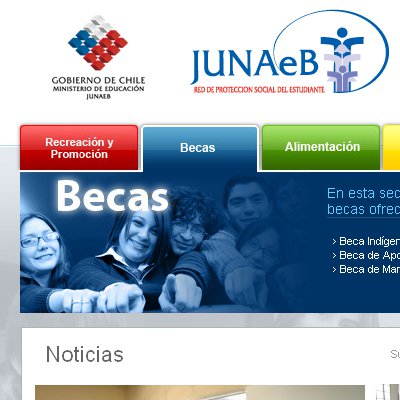 GOBIERNO DE CHILE
MINISTERIO DE EDUCACIÓN
JUNAEB
JUNAeB
RED DE PROTECCION SOCIAL DEL ESTUDIANTE
Recreación y
Promoción
Becas
Alimentación
Becas
En esta sec
becas ofrec
› Beca Indíger
› Beca de Apo
› Beca de Mar
Noticias
Su